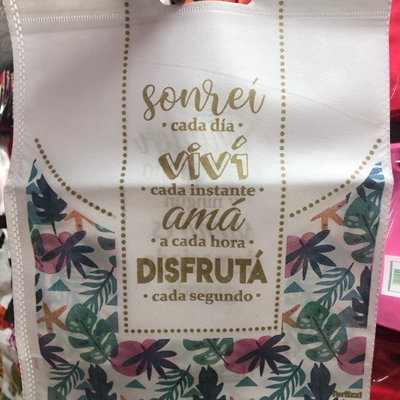 sonreí
• cada día •
viví
cada instante
amá
• a cada hora •
DISFRUTÁ
• cada segundo •